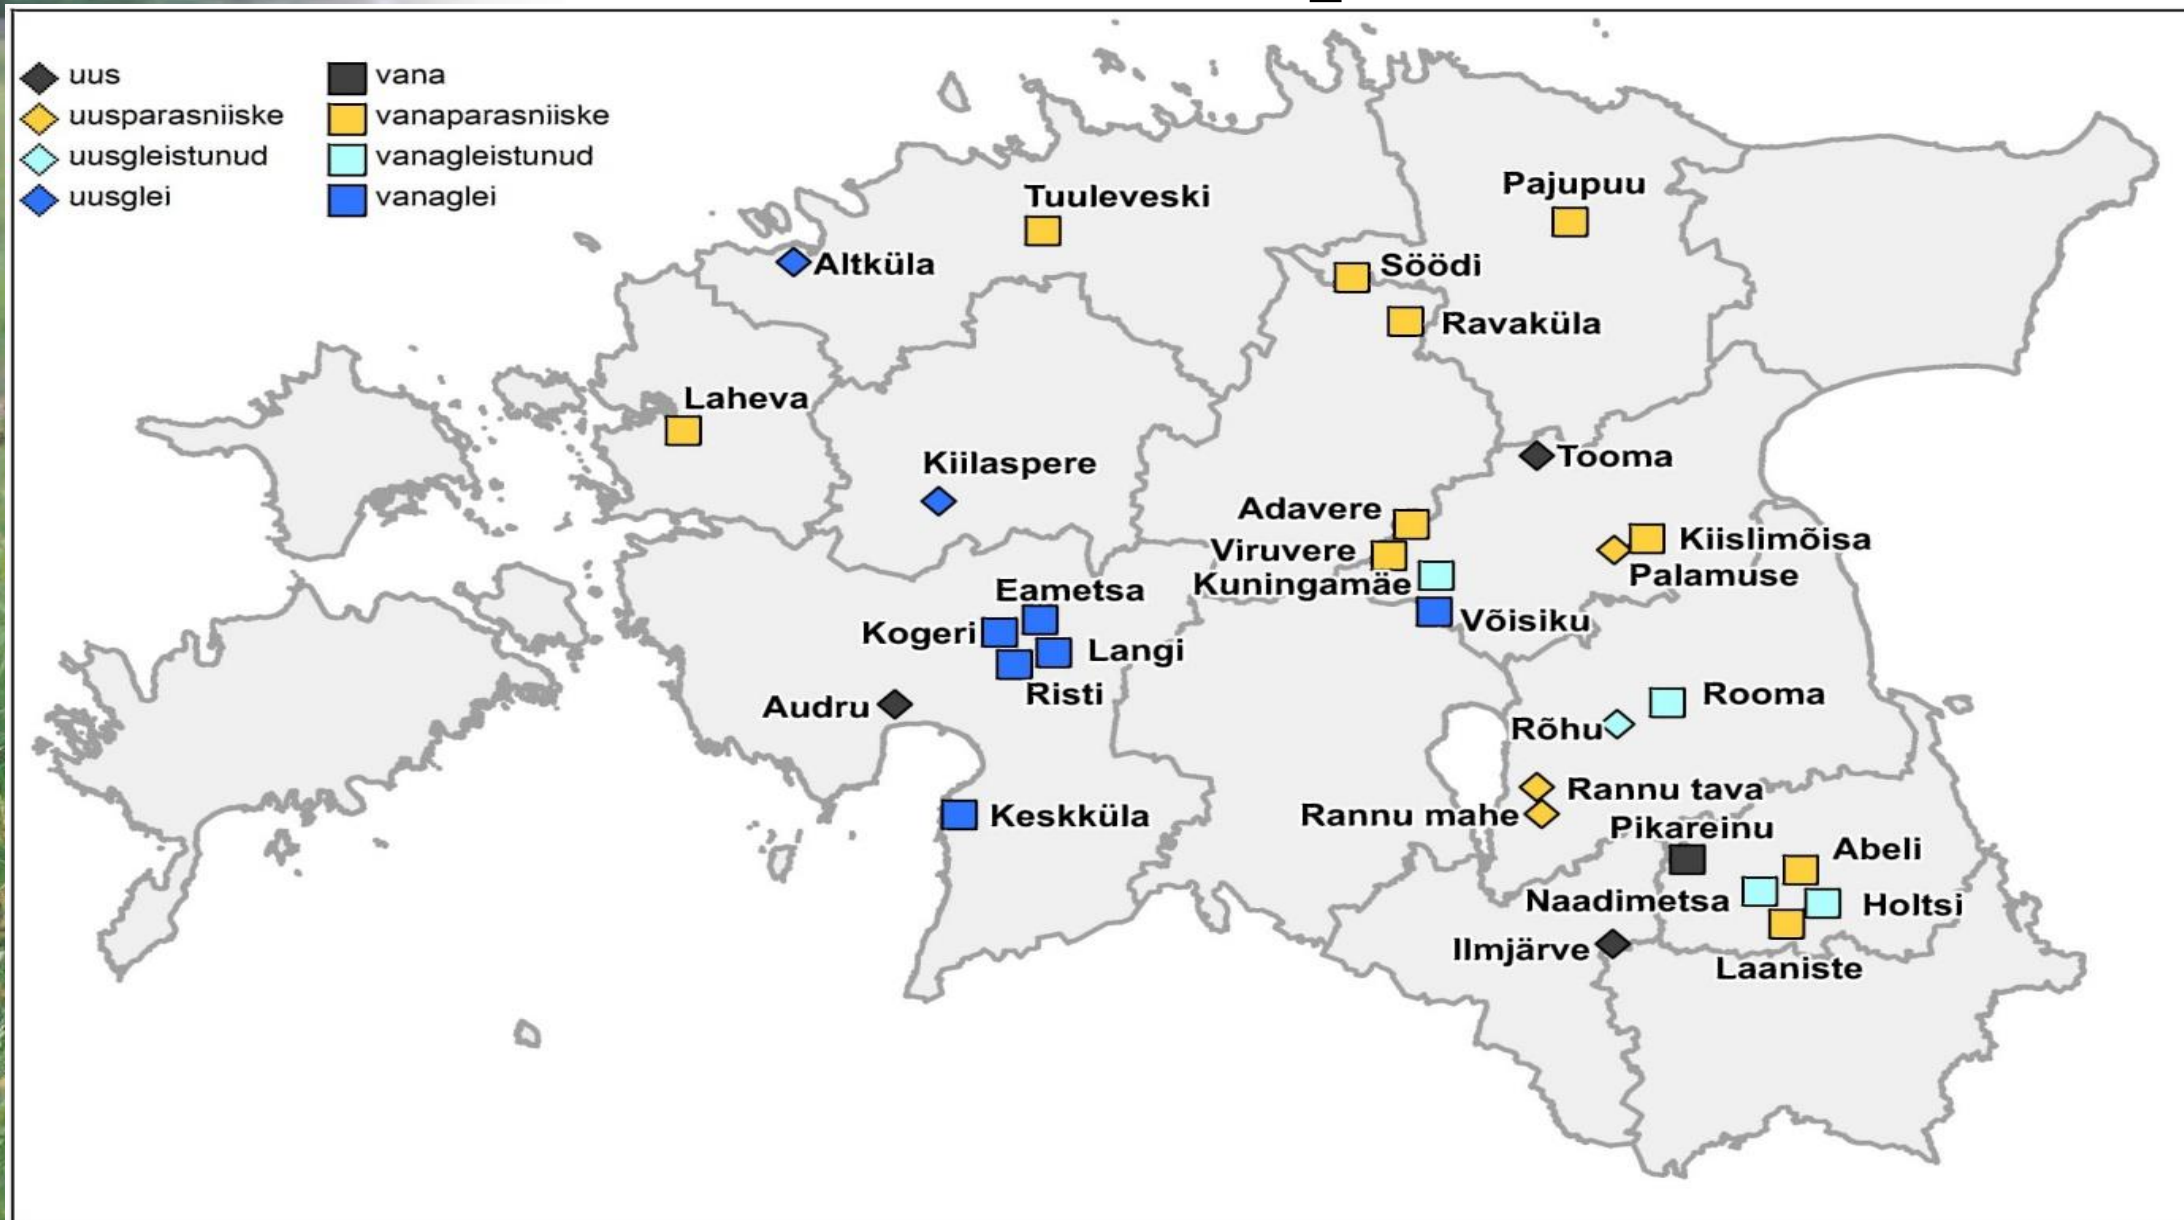 uus
uusparasniiske
uusgleistunud
uusglei
vana
vanaparasniiske
vanagleistunud
vanaglei
Tuuleveski
Pajupuu
Altküla
Söödi
Ravaküla
Laheva
Kiilaspere
Tooma
Adavere
Viruvere
Kuningamäe
Võisiku
Kiislimõisa
Palamuse
Eametsa
Kogeri
Langi
Risti
Audru
Rooma
Rõhu
Keskküla
Rannu tava
Rannu mahe
Pikareinu
Abeli
Naadimetsa
Holtsi
Ilmjärve
Laaniste